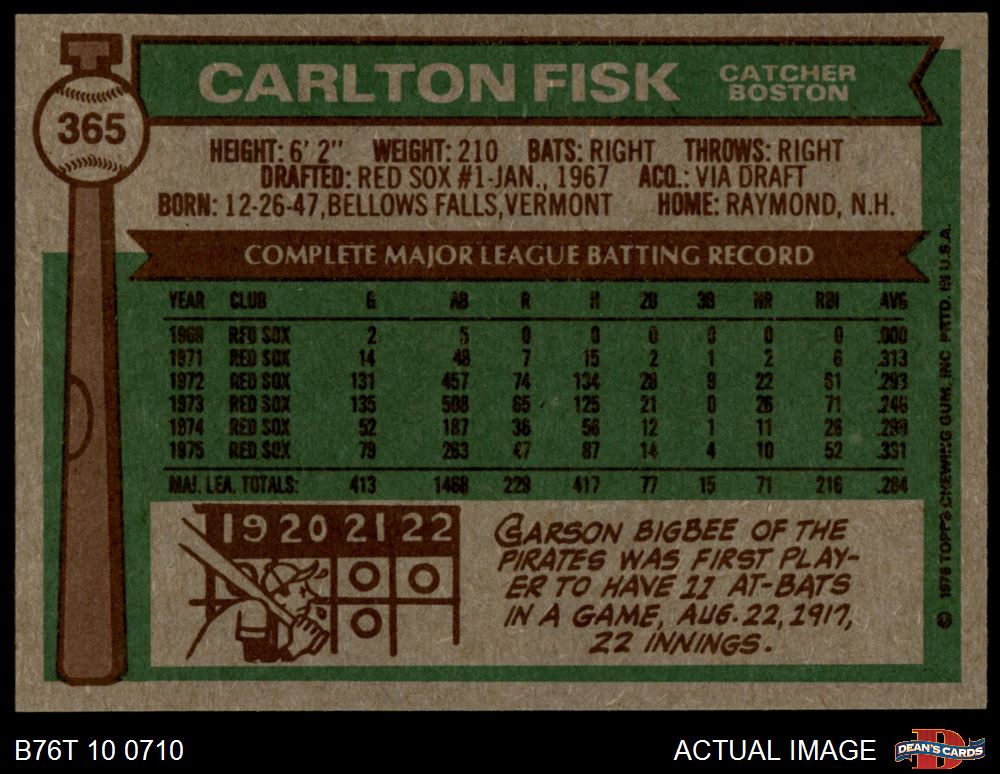 365
CARLTON FISK CATCHER BOSTON
HEIGHT: 6' 2" WEIGHT: 210 BATS: RIGHT THROWS: RIGHT
DRAFTED: RED SOX #1-JAN., 1967 ACQ.: VIA DRAFT
BORN: 12-26-47, BELLOWS FALLS, VERMONT HOME: RAYMOND, N.H.
COMPLETE MAJOR LEAGUE BATTING RECORD
YEAR CLUB G AB R H 2B 3B HR RBI AVG
1969 RED SOX 2 5 0 0 0 0 0 0 .000
1971 RED SOX 14 48 7 15 2 1 2 6 .313
1972 RED SOX 131 457 74 134 28 9 22 61 .293
1973 RED SOX 135 508 65 125 21 0 26 71 .246
1974 RED SOX 52 187 36 56 12 1 11 26 .299
1975 RED SOX 79 263 47 87 14 4 10 52 .331
MAJ. LEA. TOTALS: 413 1468 229 417 77 15 71 216 .284
19 20 21 22
0 0
0
CARSON BIGBEE OF THE
PIRATES WAS FIRST PLAY-
ER TO HAVE 11 AT-BATS
IN A GAME, AUG. 22, 1917,
22 INNINGS.
© 1976 TOPPS CHEWING GUM, INC. PRTD. IN U.S.A.
B76T 10 0710
ACTUAL IMAGE
D
DEAN'S CARDS